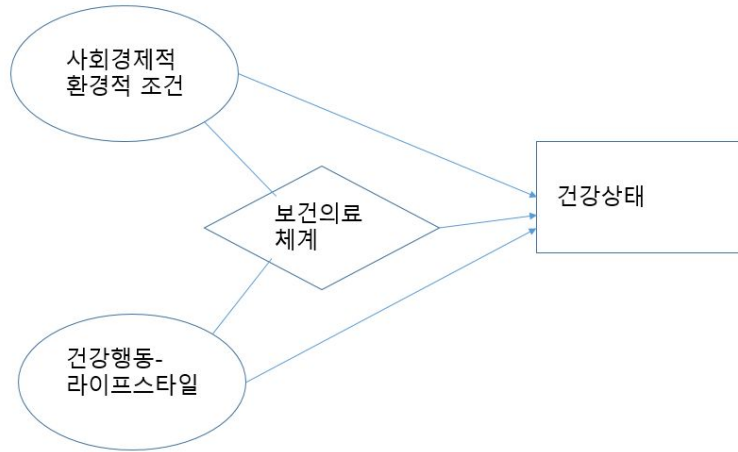 사회경제적
환경적 조건
보건의료
체계
건강상태
건강행동-
라이프스타일